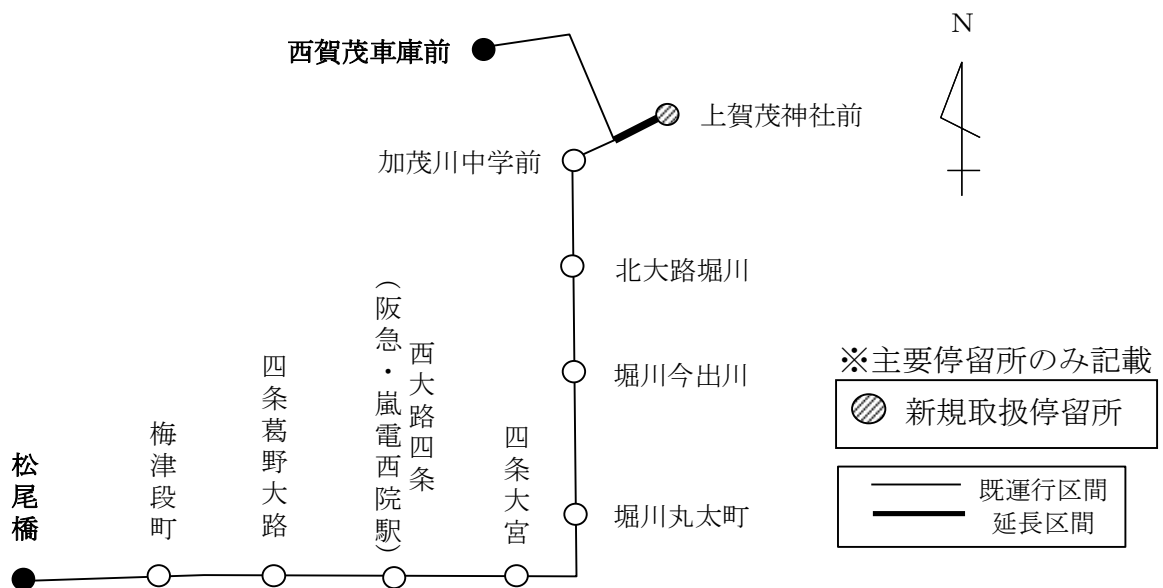 N
西賀茂車庫前
上賀茂神社前
加茂川中学前
北大路堀川
堀川今出川
堀川丸太町
四条大宮
西大路四条
（阪急・嵐電西院駅）
四条葛野大路
梅津段町
松尾橋
※主要停留所のみ記載
新規取扱停留所
既運行区間
延長区間